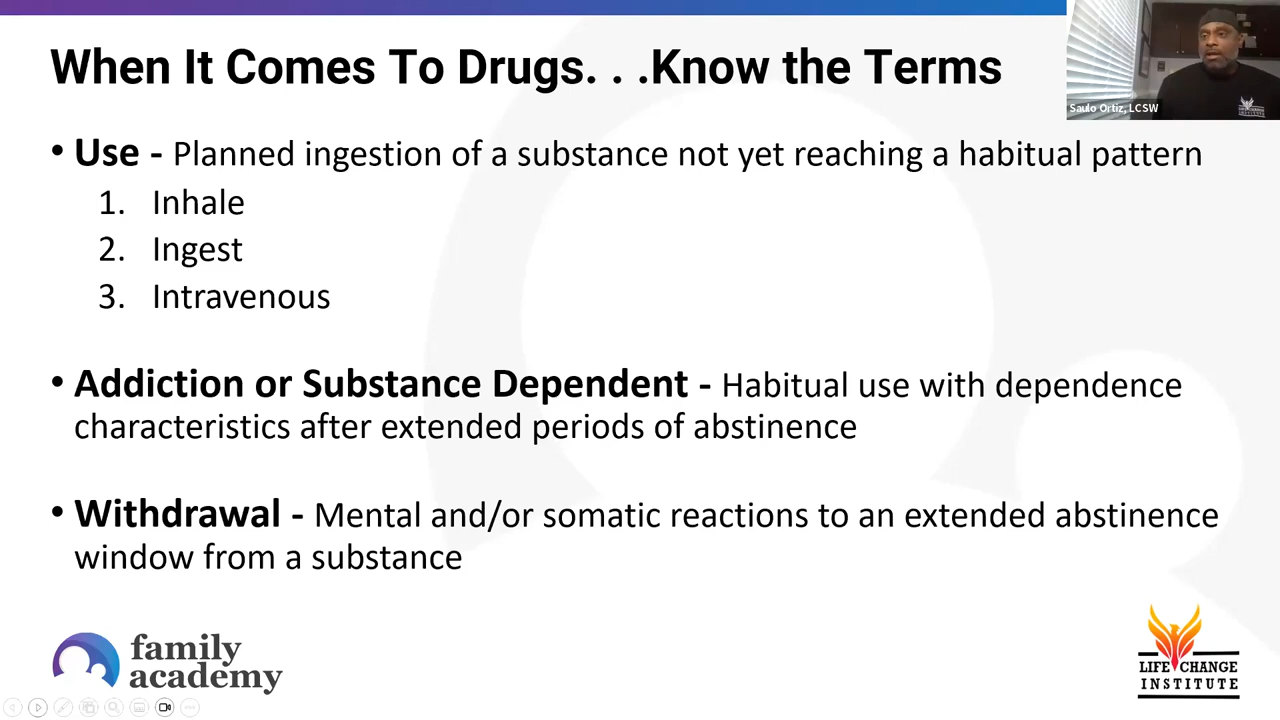 When It Comes To Drugs. . .Know the Terms
Saulo Ortiz, LCSW
• Use - Planned ingestion of a substance not yet reaching a habitual pattern
1. Inhale
2. Ingest
3. Intravenous
• Addiction or Substance Dependent - Habitual use with dependence
characteristics after extended periods of abstinence
• Withdrawal - Mental and/or somatic reactions to an extended abstinence
window from a substance
family
academy
LIFE CHANGE
INSTITUTE